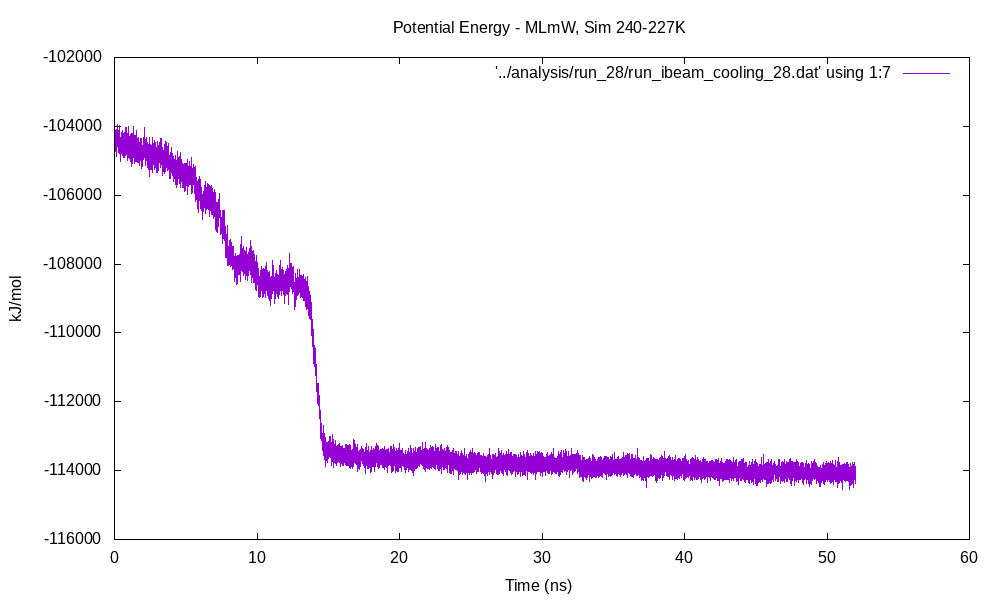 Potential Energy - MLmW, Sim 240-227K
'../analysis/run_28/run_ibeam_cooling_28.dat' using 1:7
-102000
-104000
-106000
-108000
-110000
-112000
-114000
-116000
kJ/mol
0 10 20 30 40 50 60
Time (ns)